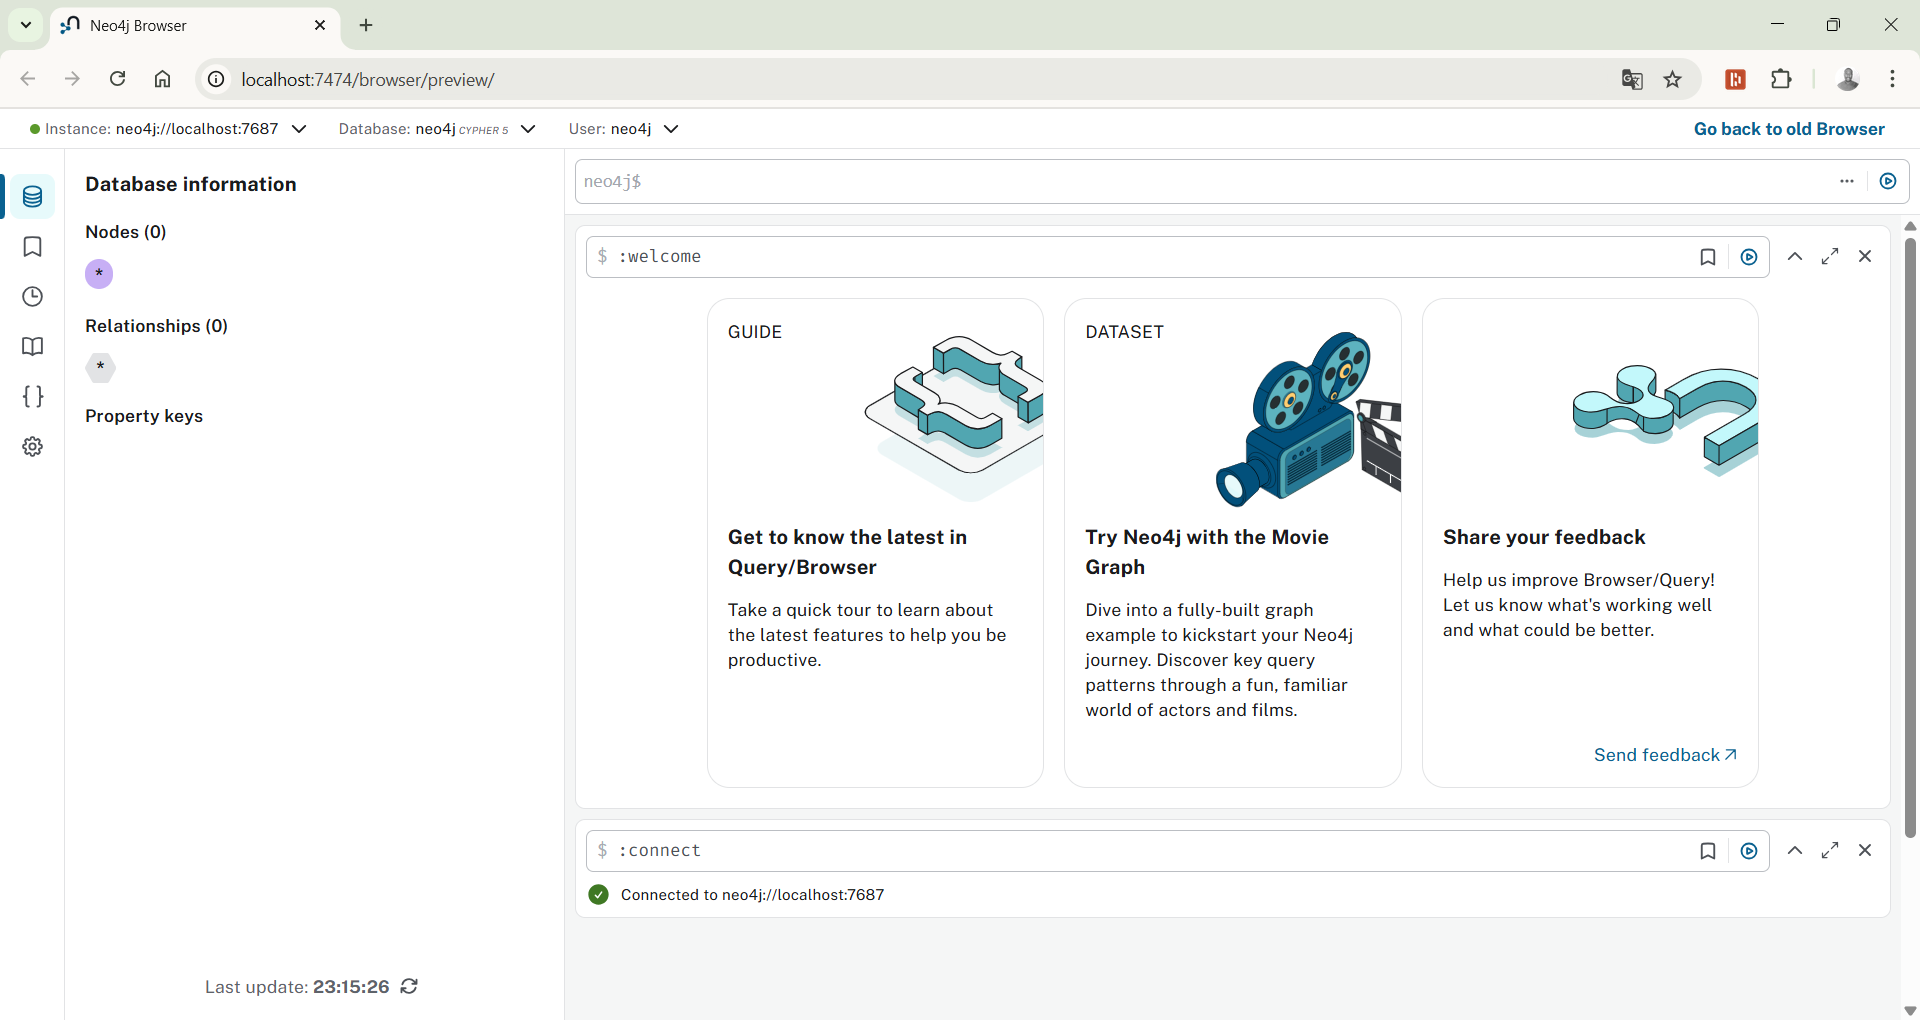 Neo4j Browser
localhost:7474/browser/preview/
Instance: neo4j://localhost:7687
Database: neo4j CYPHER 5
User: neo4j
Go back to old Browser
Database information
Nodes (0)
*
Relationships (0)
*
Property keys
Last update: 23:15:26
neo4j$
$ :welcome
GUIDE
Get to know the latest in
Query/Browser
Take a quick tour to learn about
the latest features to help you be
productive.
DATASET
Try Neo4j with the Movie
Graph
Dive into a fully-built graph
example to kickstart your Neo4j
journey. Discover key query
patterns through a fun, familiar
world of actors and films.
Share your feedback
Help us improve Browser/Query!
Let us know what's working well
and what could be better.
Send feedback
$ :connect
Connected to neo4j://localhost:7687